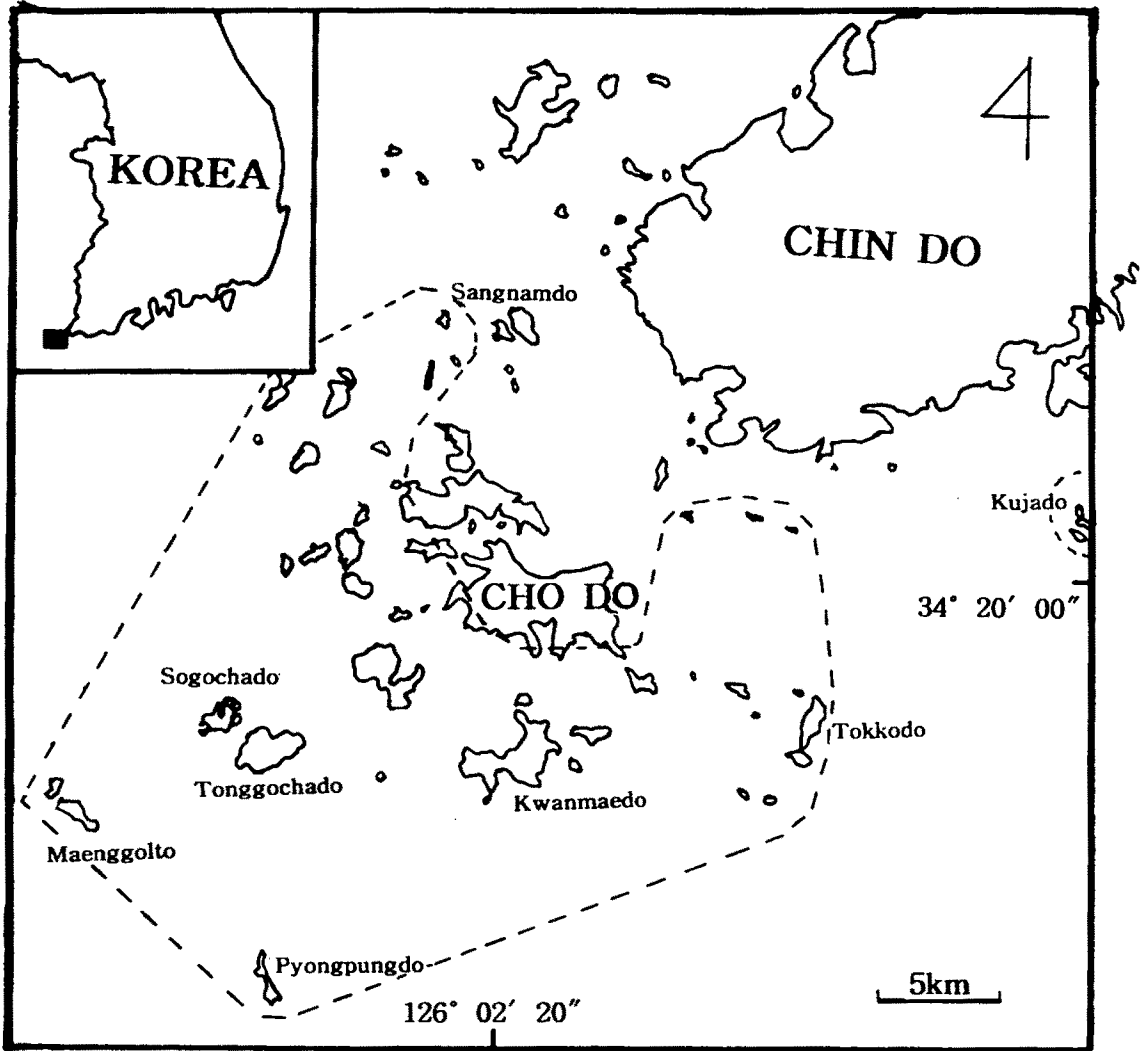 KOREA
CHIN DO
Sangnamdo
Kujado
CHO DO
34° 20′ 00″
Sogochado
Tokkodo
Tonggochado
Kwanmaedo
Maenggolto
Pyongpungdo
5km
126° 02′ 20″